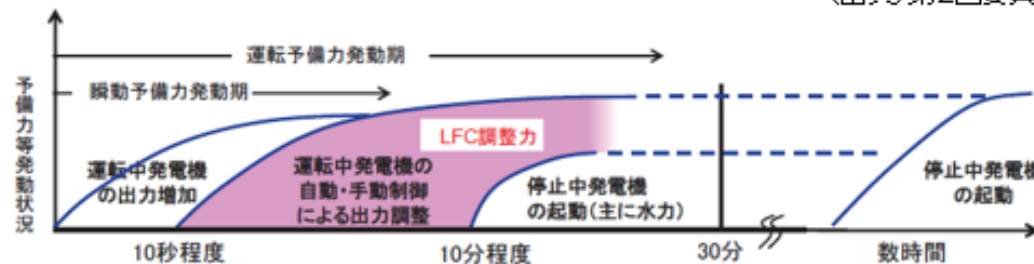 運転予備力発動期
瞬動予備力発動期
予備力等発動状況
LFC調整力
運転中発電機
の出力増加
運転中発電機の
自動・手動制御
による出力調整
停止中発電機
の起動(主に水力)
停止中発電機
の起動
10秒程度
10分程度
30分
数時間